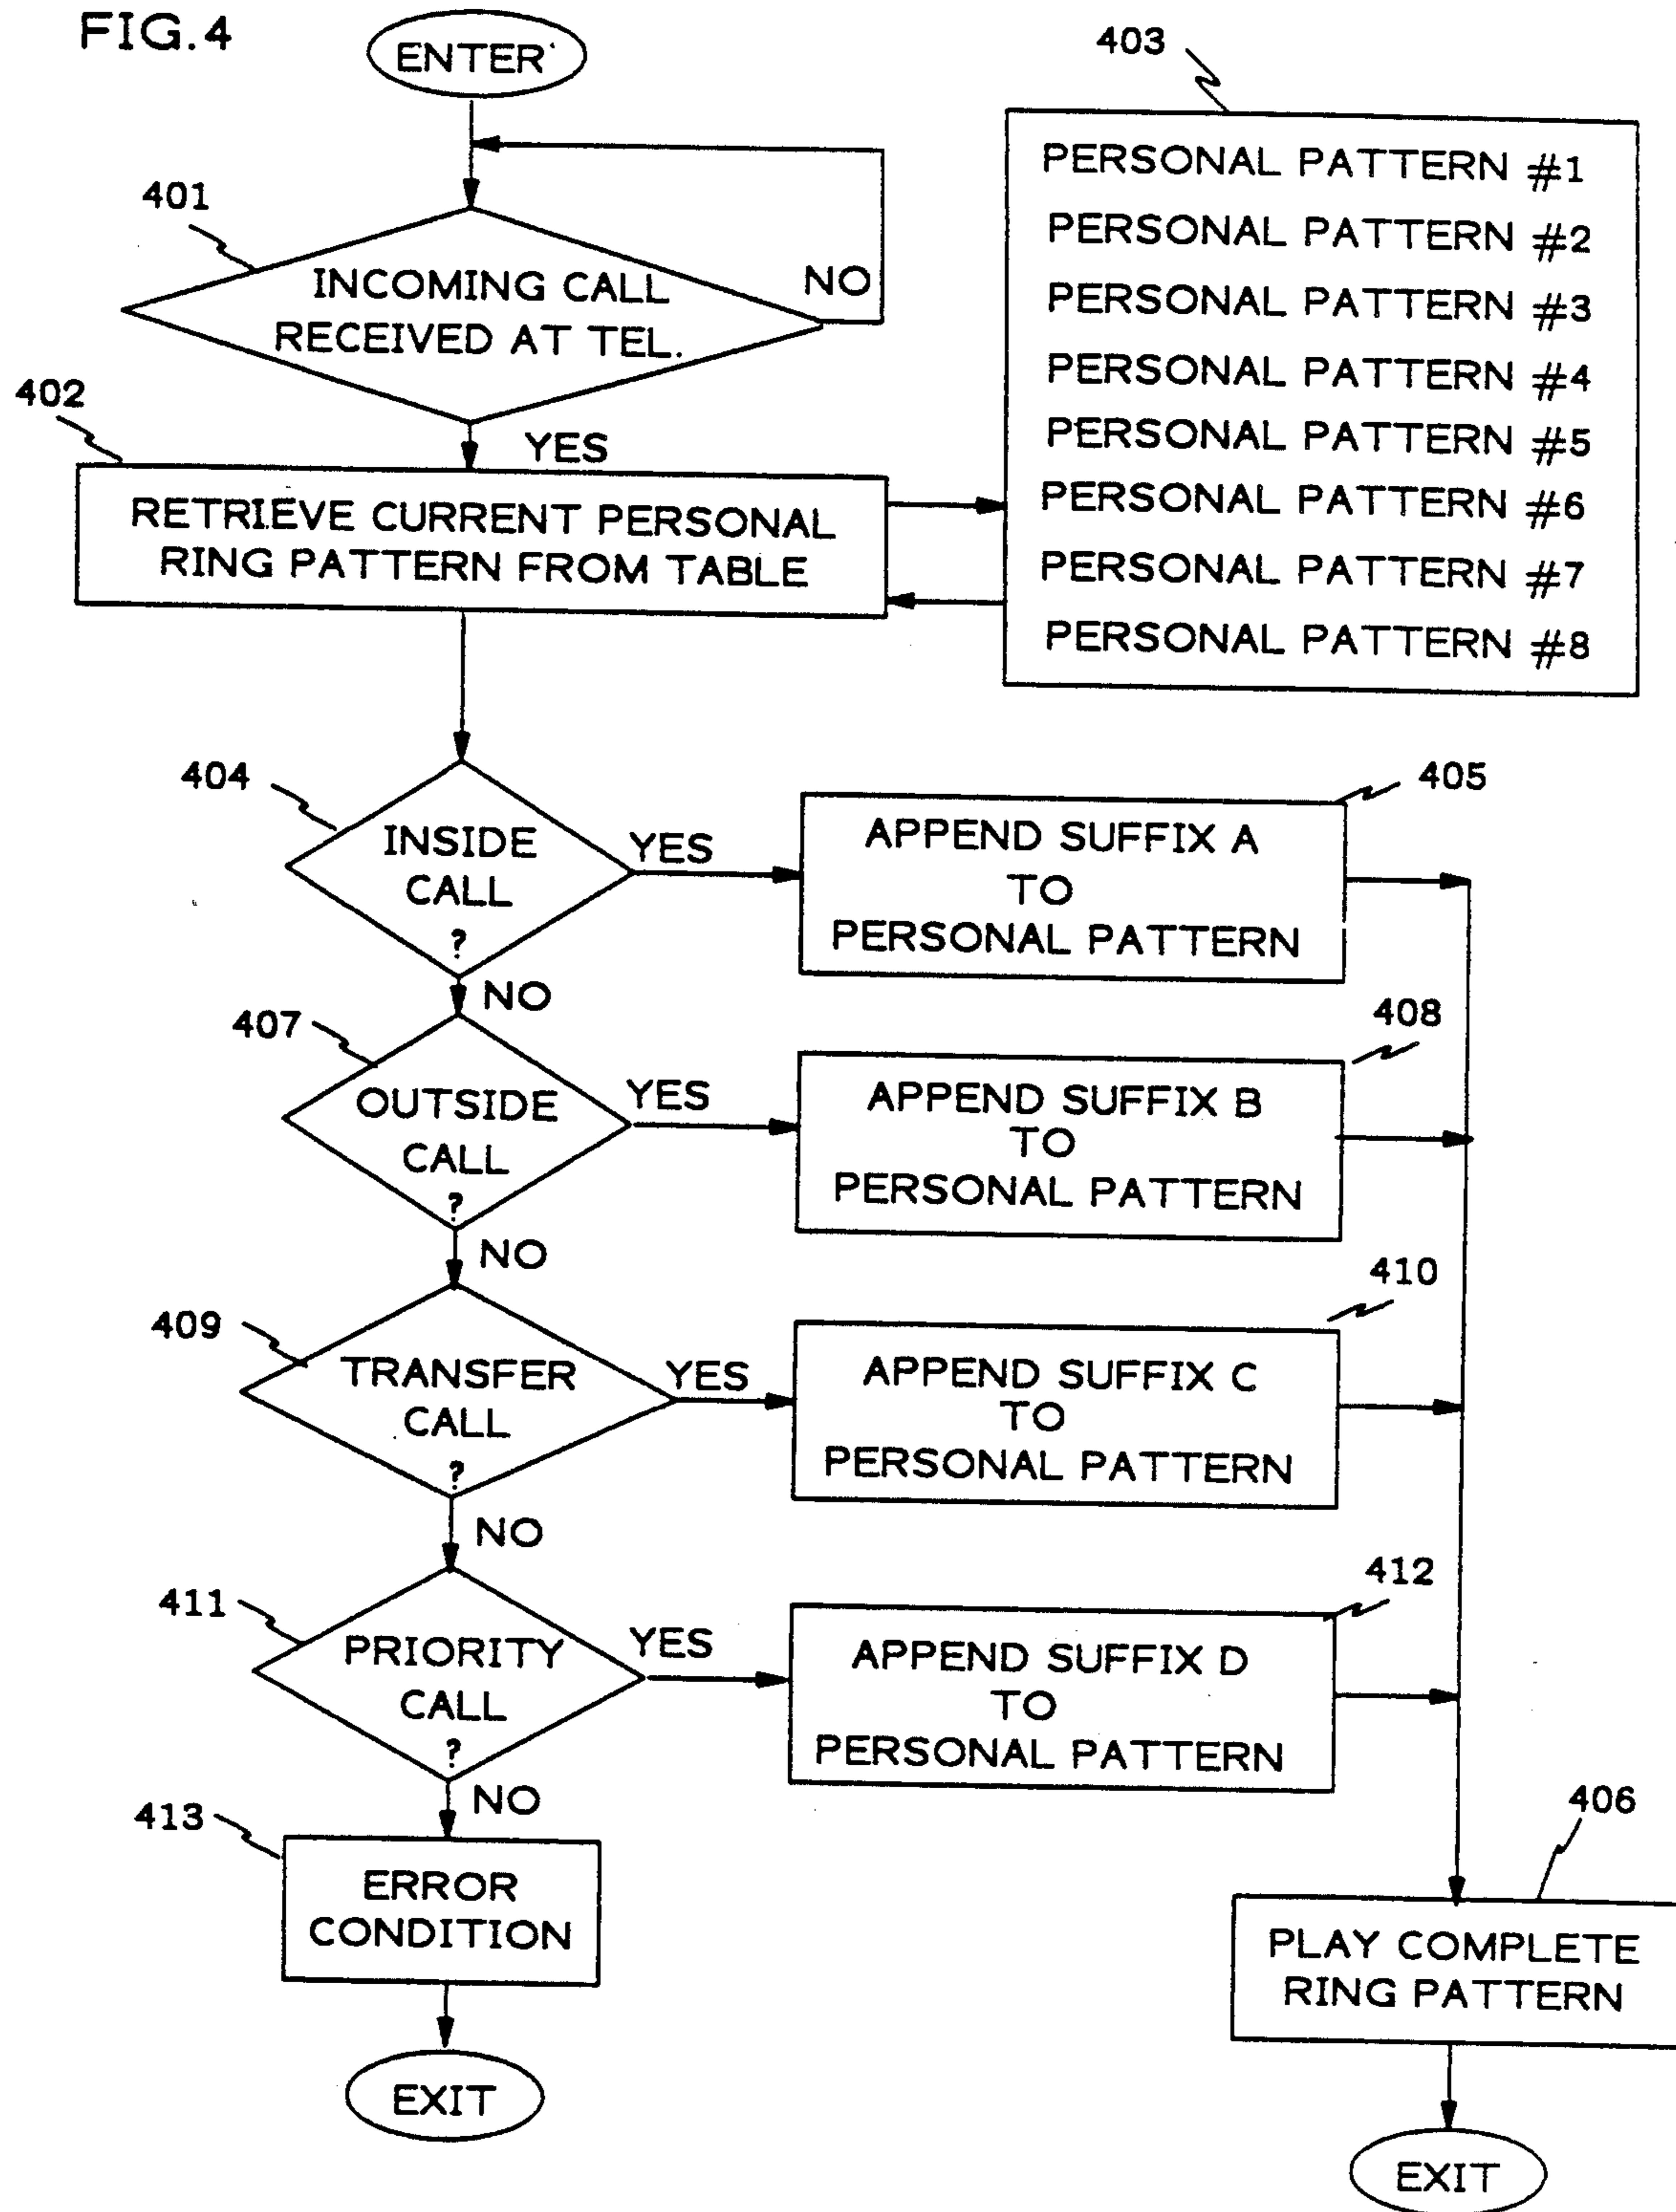 FIG.4
ENTER
403
PERSONAL PATTERN #1
PERSONAL PATTERN #2
PERSONAL PATTERN #3
PERSONAL PATTERN #4
PERSONAL PATTERN #5
PERSONAL PATTERN #6
PERSONAL PATTERN #7
PERSONAL PATTERN #8
401
INCOMING CALL
RECEIVED AT TEL.
NO
YES
402
RETRIEVE CURRENT PERSONAL
RING PATTERN FROM TABLE
404
INSIDE
CALL
?
YES
NO
405
APPEND SUFFIX A
TO
PERSONAL PATTERN
407
OUTSIDE
CALL
?
YES
NO
408
APPEND SUFFIX B
TO
PERSONAL PATTERN
409
TRANSFER
CALL
?
YES
NO
410
APPEND SUFFIX C
TO
PERSONAL PATTERN
411
PRIORITY
CALL
?
YES
NO
412
APPEND SUFFIX D
TO
PERSONAL PATTERN
413
ERROR
CONDITION
EXIT
406
PLAY COMPLETE
RING PATTERN
EXIT